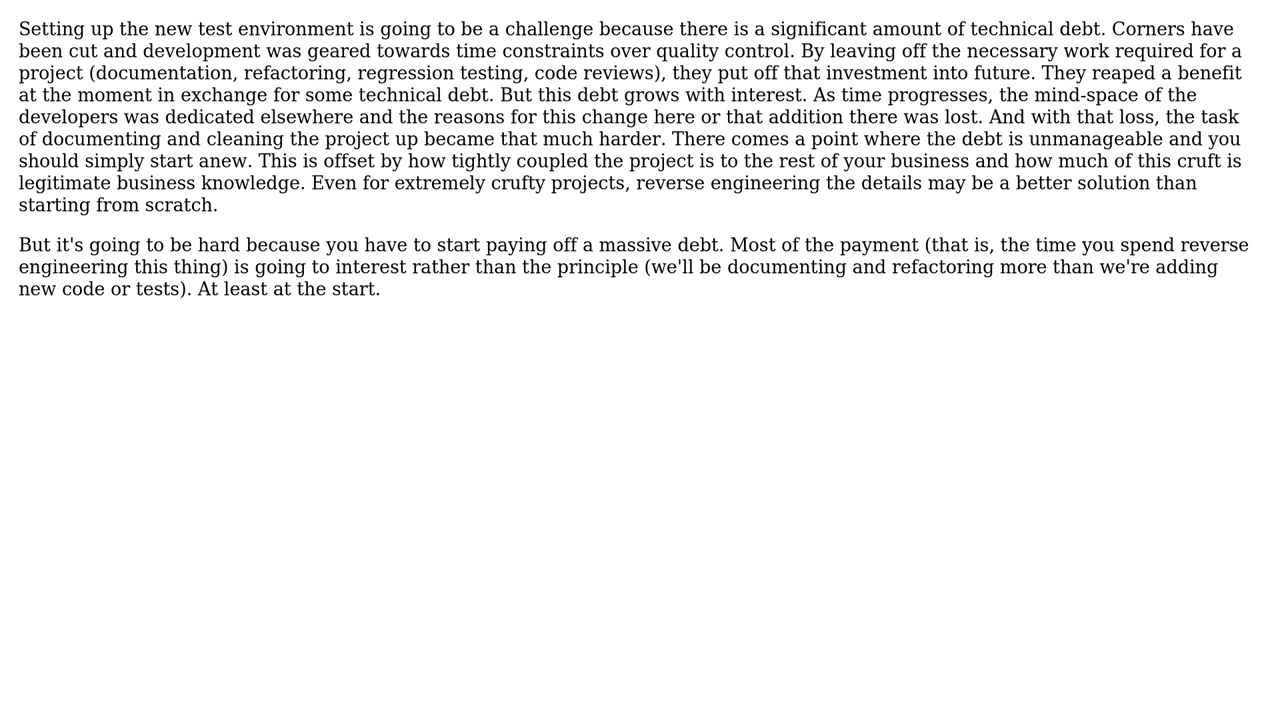 Setting up the new test environment is going to be a challenge because there is a significant amount of technical debt. Corners have
been cut and development was geared towards time constraints over quality control. By leaving off the necessary work required for a
project (documentation, refactoring, regression testing, code reviews), they put off that investment into future. They reaped a benefit
at the moment in exchange for some technical debt. But this debt grows with interest. As time progresses, the mind-space of the
developers was dedicated elsewhere and the reasons for this change here or that addition there was lost. And with that loss, the task
of documenting and cleaning the project up became that much harder. There comes a point where the debt is unmanageable and you
should simply start anew. This is offset by how tightly coupled the project is to the rest of your business and how much of this cruft is
legitimate business knowledge. Even for extremely crufty projects, reverse engineering the details may be a better solution than
starting from scratch.
But it's going to be hard because you have to start paying off a massive debt. Most of the payment (that is, the time you spend reverse
engineering this thing) is going to interest rather than the principle (we'll be documenting and refactoring more than we're adding
new code or tests). At least at the start.